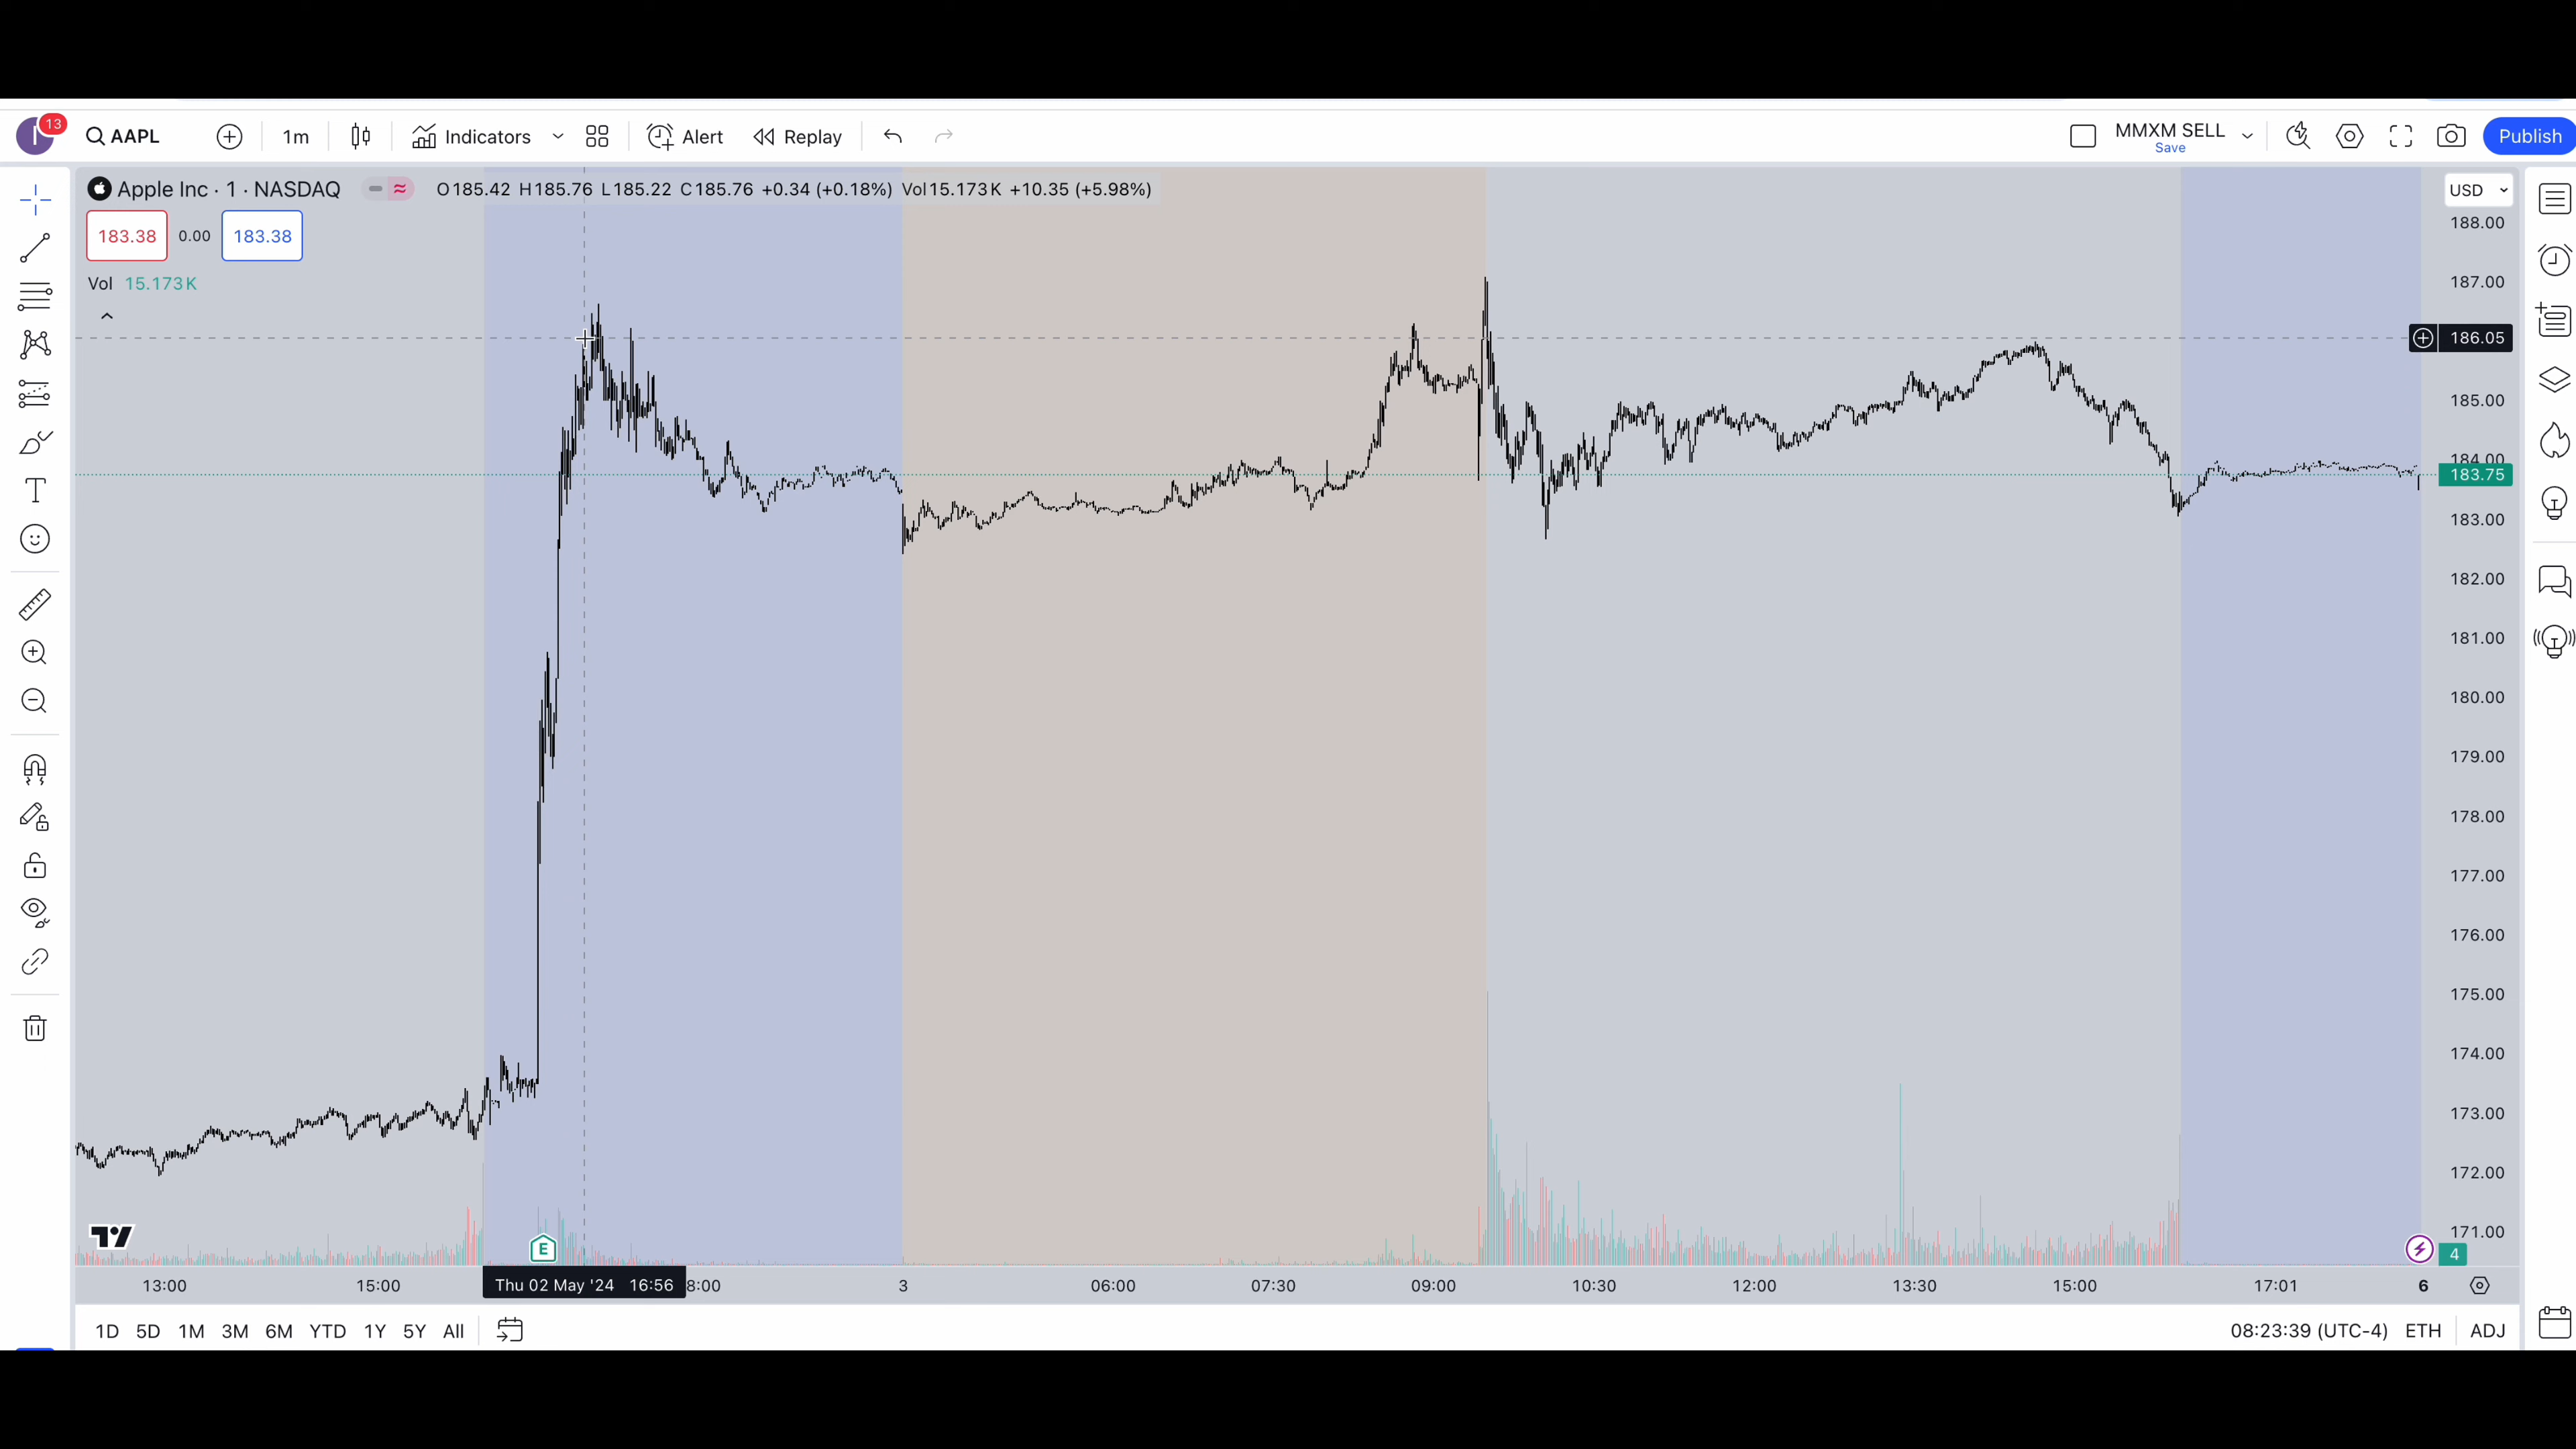 13
I
AAPL
1m
Indicators
Alert
Replay
MMXM SELL
Save
Publish
Apple Inc · 1 · NASDAQ
O185.42 H185.76 L185.22 C185.76 +0.34 (+0.18%) Vol15.173K +10.35 (+5.98%)
USD
183.38 0.00 183.38
Vol 15.173K
188.00
187.00
186.05
185.00
184.00
183.75
183.00
182.00
181.00
180.00
179.00
178.00
177.00
176.00
175.00
174.00
173.00
172.00
171.00
4
E
13:00 15:00 Thu 02 May '24 16:56 8:00 3 06:00 07:30 09:00 10:30 12:00 13:30 15:00 17:01 6
1D 5D 1M 3M 6M YTD 1Y 5Y All
08:23:39 (UTC-4) ETH ADJ